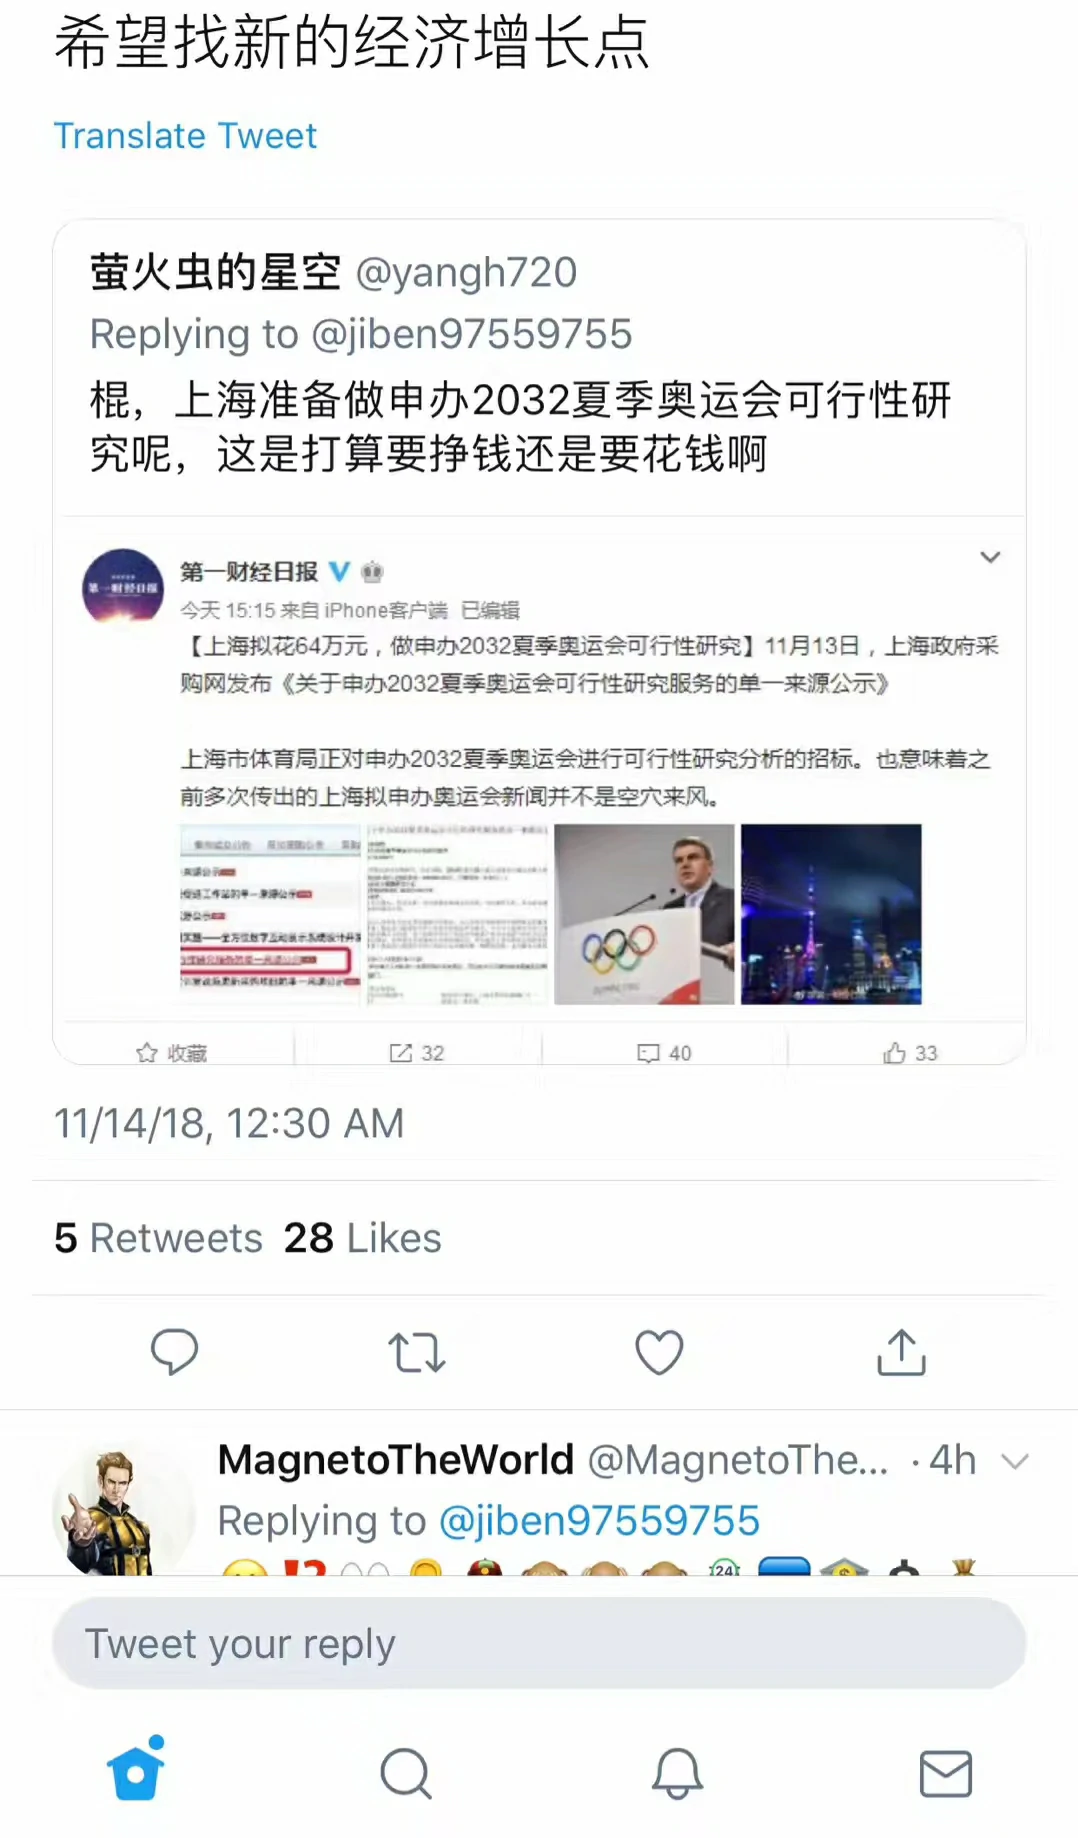 希望找新的经济增长点
Translate Tweet
萤火虫的星空 @yangh720
Replying to @jiben97559755
棍，上海准备做申办2032夏季奥运会可行性研
究呢，这是打算要挣钱还是要花钱啊
第一财经日报
第一财经日报
今天 15:15 来自 iPhone客户端 已编辑
【上海拟花64万元，做申办2032夏季奥运会可行性研究】11月13日，上海政府采
购网发布《关于申办2032夏季奥运会可行性研究服务的单一来源公示》
上海市体育局正对申办2032夏季奥运会进行可行性研究分析的招标。也意味着之
前多次传出的上海拟申办奥运会新闻并不是空穴来风。
收藏 32 40 33
11/14/18, 12:30 AM
5 Retweets 28 Likes
MagnetoTheWorld @MagnetoThe... · 4h
Replying to @jiben97559755
24
Tweet your reply